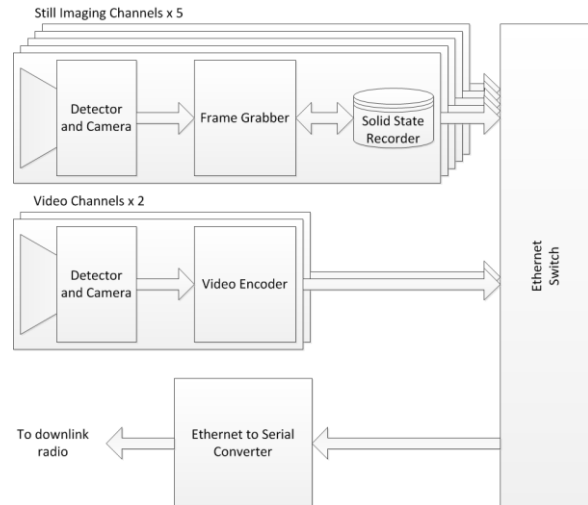 Still Imaging Channels x 5
Detector
and Camera
Frame Grabber
Solid State
Recorder
Video Channels x 2
Detector
and Camera
Video Encoder
Ethernet
Switch
To downlink
radio
Ethernet to Serial
Converter